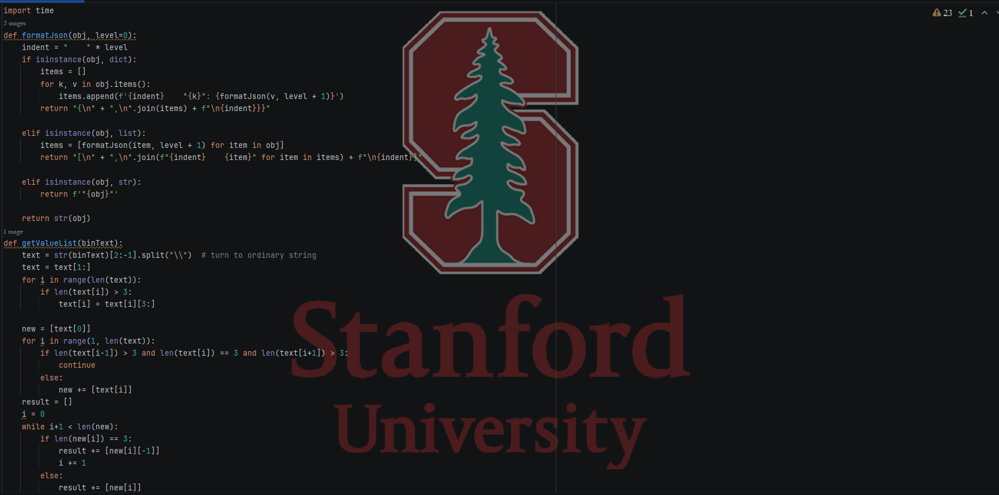 import time
3 usages
def formatJson(obj, level=0):
    indent = "    " * level
    if isinstance(obj, dict):
        items = []
        for k, v in obj.items():
            items.append(f'{indent}    "{k}": {formatJson(v, level + 1)}')
        return "{\n" + ",\n".join(items) + f"\n{indent}}}"
    elif isinstance(obj, list):
        items = [formatJson(item, level + 1) for item in obj]
        return "[\n" + ",\n".join(f"{indent}    {item}" for item in items) + f"\n{indent}]"
    elif isinstance(obj, str):
        return f'"{obj}"'
    return str(obj)
1 usage
def getValueList(binText):
    text = str(binText)[2:-1].split("\\")  # turn to ordinary string
    text = text[1:]
    for i in range(len(text)):
        if len(text[i]) > 3:
            text[i] = text[i][3:]
    new = [text[0]]
    for i in range(1, len(text)):
        if len(text[i-1]) > 3 and len(text[i]) == 3 and len(text[i+1]) > 3:
            continue
        else:
            new += [text[i]]
    result = []
    i = 0
    while i+1 < len(new):
        if len(new[i]) == 3:
            result += [new[i][-1]]
            i += 1
        else:
            result += [new[i]]
23 1
Stanford
University